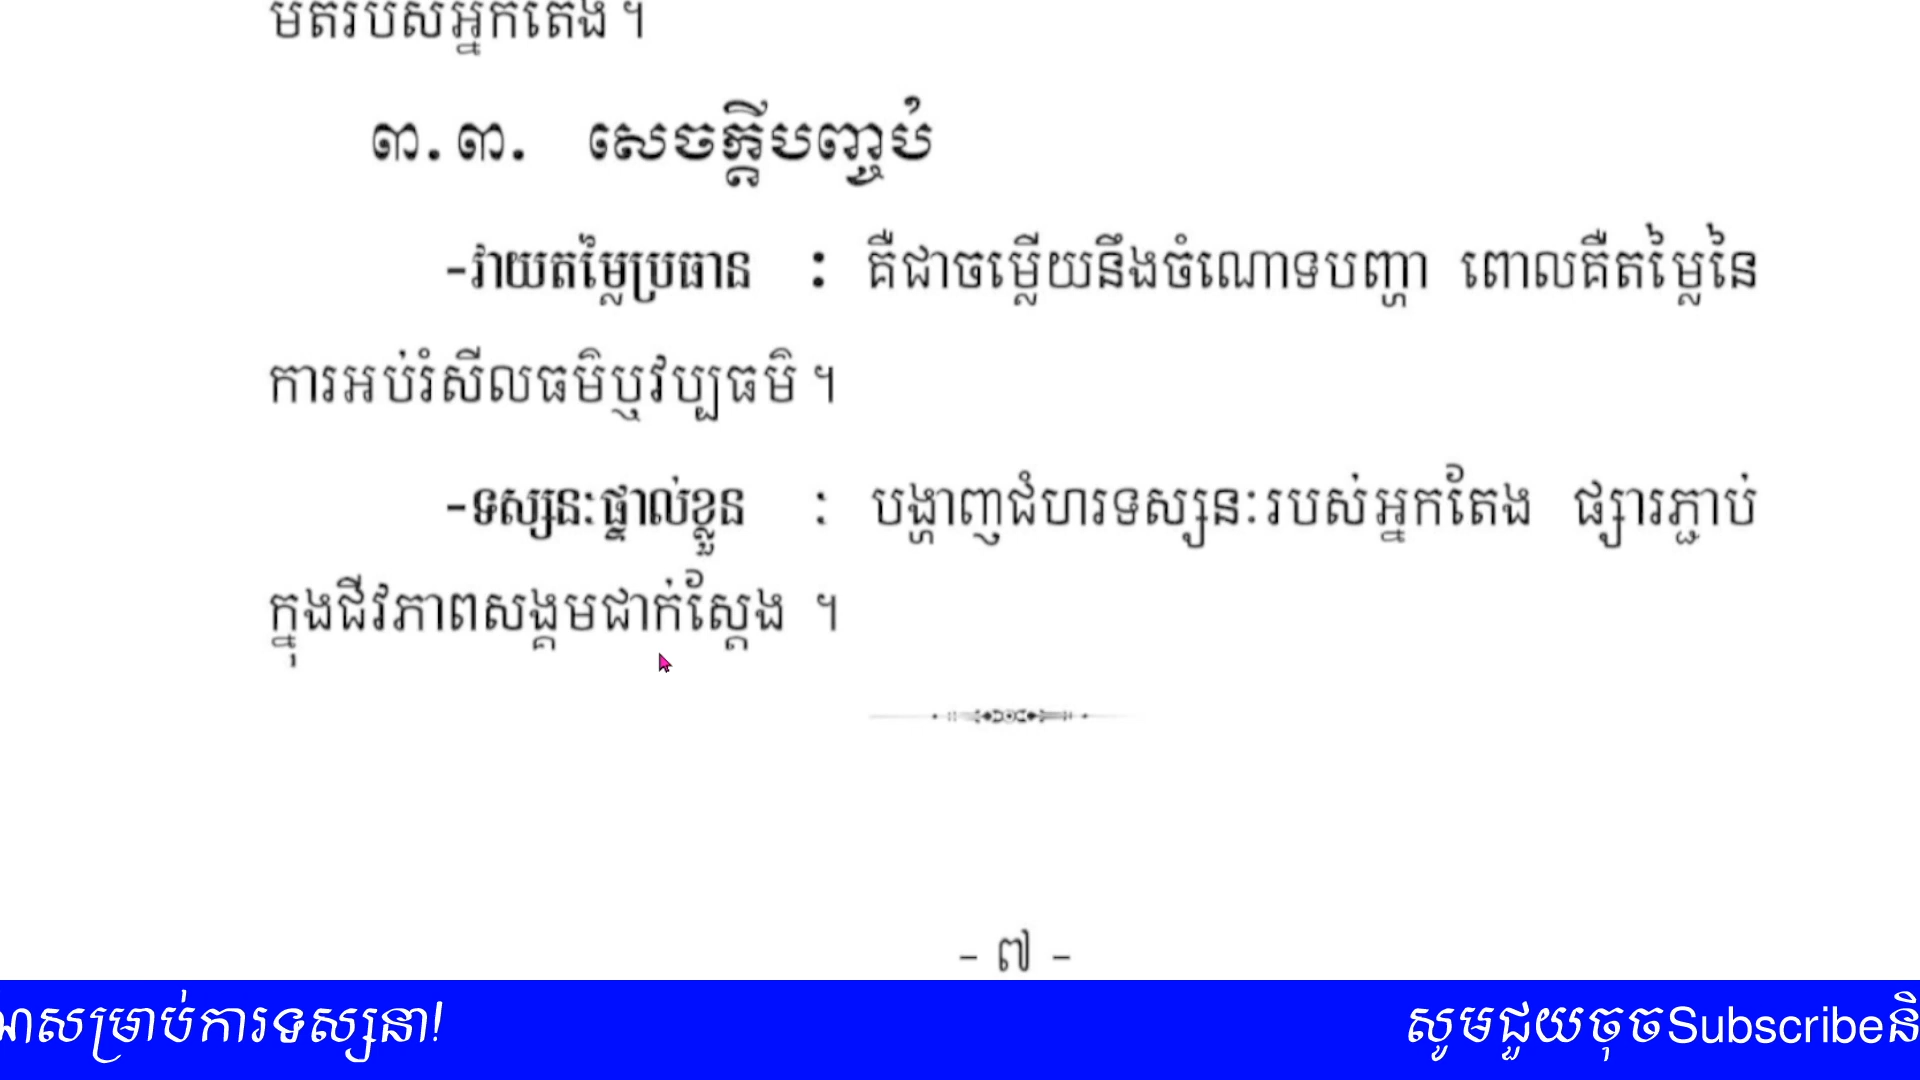 មតិរបស់អ្នកតែង ។
៣.៣. សេចក្តីបញ្ចប់
-វាយតម្លៃប្រធាន : គឺជាចម្លើយនឹងចំណោទបញ្ហា ពោលគឺតម្លៃនៃ
ការអប់រំសីលធម៌ឬវប្បធម៌ ។
-ទស្សនៈផ្ទាល់ខ្លួន : បង្ហាញជំហរទស្សនៈរបស់អ្នកតែង ផ្សារភ្ជាប់
ក្នុងជីវភាពសង្គមជាក់ស្តែង ។
- ៧ -
សម្រាប់ការទស្សនា! សូមជួយចុចSubscribeនិ